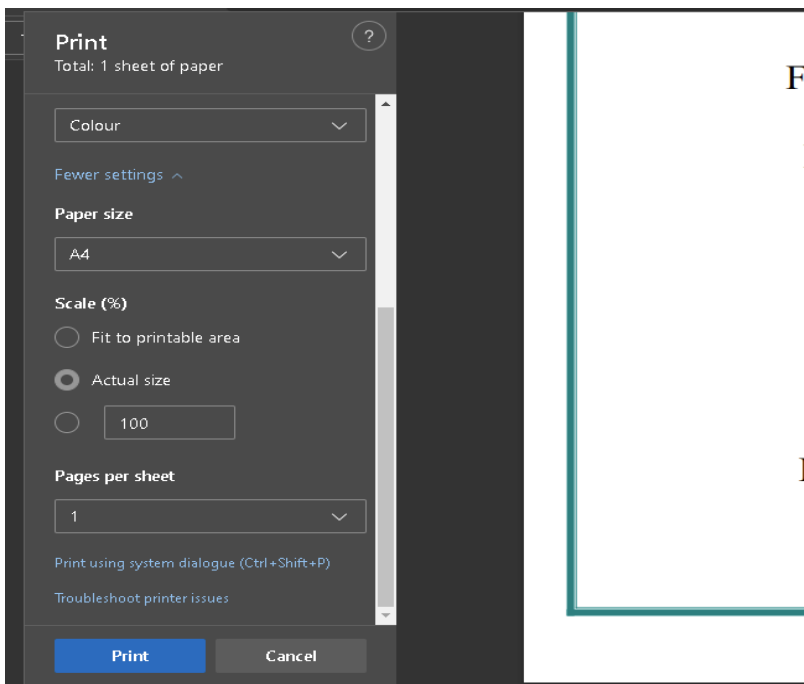 Print
?
Total: 1 sheet of paper
Colour
Fewer settings
Paper size
A4
Scale (%)
Fit to printable area
Actual size
100
Pages per sheet
1
Print using system dialogue (Ctrl+Shift+P)
Troubleshoot printer issues
Print Cancel
F